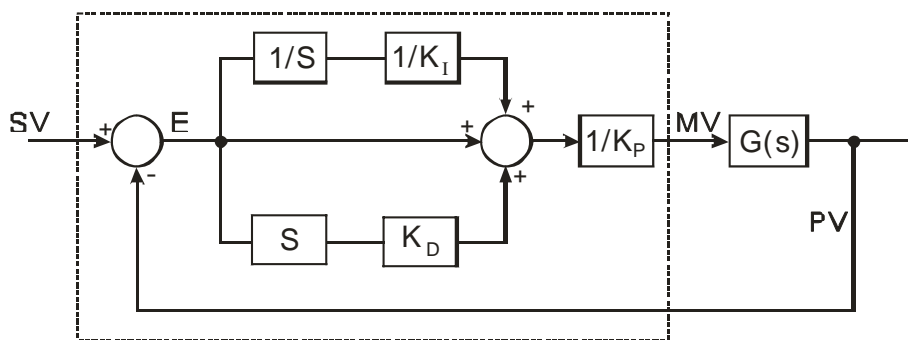 1/S
1/K_I
+
SV
+
E
+
1/K_P
MV
G(s)
-
+
PV
S
K_D